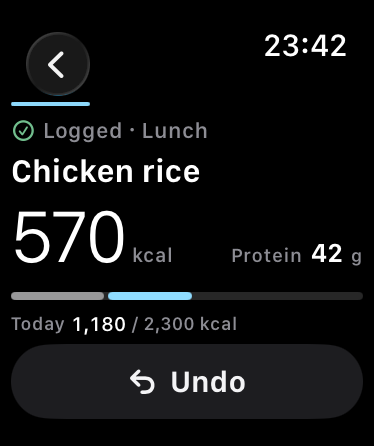 23:42
Logged · Lunch
Chicken rice
570 kcal Protein 42 g
Today 1,180 / 2,300 kcal
Undo